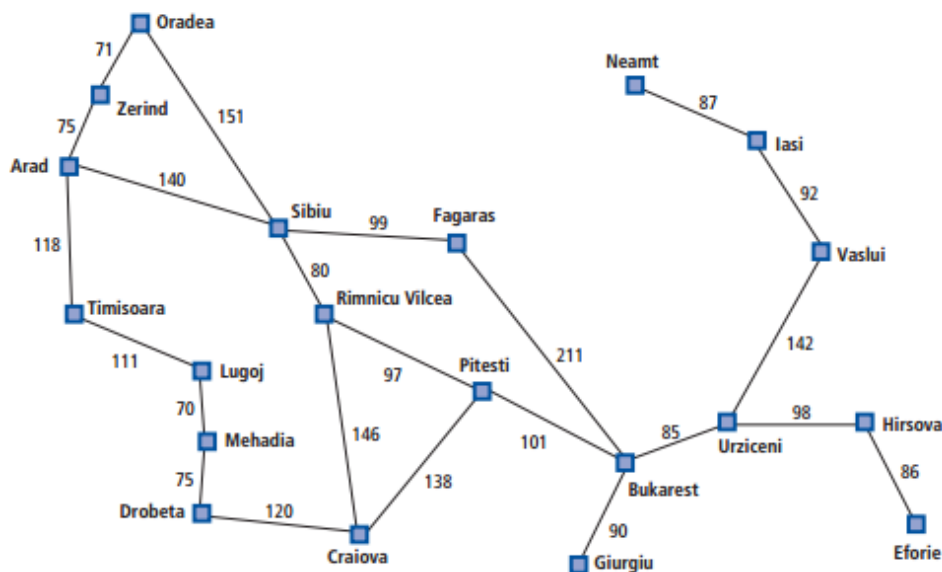 Oradea
71
Neamt
Zerind
87
151
75
Iasi
Arad
140
92
Sibiu
Fagaras
99
118
Vaslui
80
Timisoara
Rimnicu Vilcea
142
111
211
Lugoj
Pitesti
97
70
98
Hirsova
146
85
Urziceni
Mehadia
101
Bukarest
86
75
138
Drobeta
120
90
Craiova
Eforie
Giurgiu